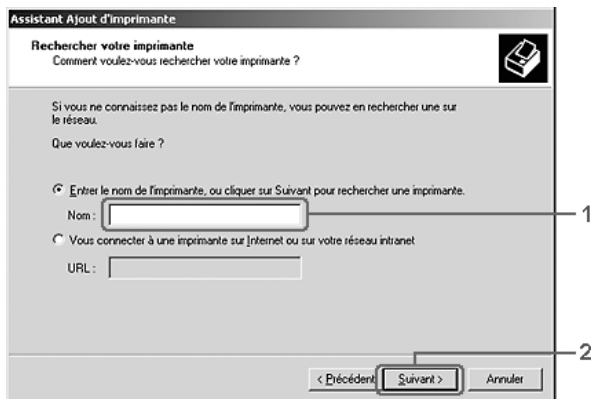 Assistant Ajout d'imprimante
Rechercher votre imprimante
Comment voulez-vous rechercher votre imprimante ?
Si vous ne connaissez pas le nom de l'imprimante, vous pouvez en rechercher une sur
le réseau.
Que voulez-vous faire ?
Entrer le nom de l'imprimante, ou cliquer sur Suivant pour rechercher une imprimante.
Nom :
1
Vous connecter à une imprimante sur Internet ou sur votre réseau intranet
URL :
2
< Précédent Suivant > Annuler